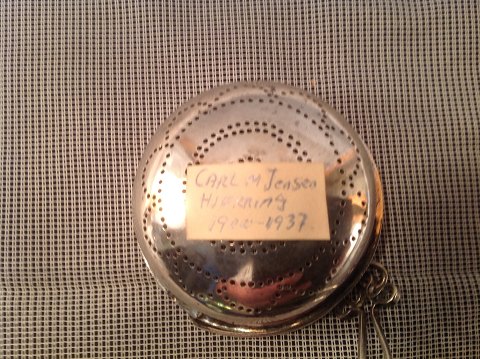 CARL M Jensen
HJØRRING
1900-1937